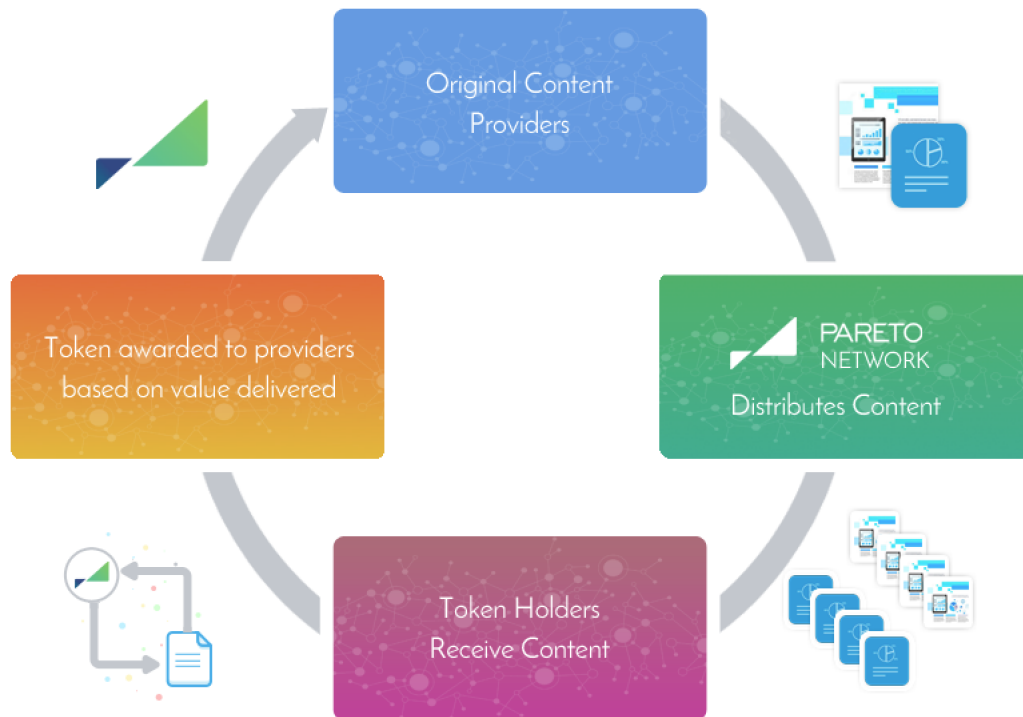 Original Content
Providers
PARETO
NETWORK
Distributes Content
Token Holders
Receive Content
Token awarded to providers
based on value delivered